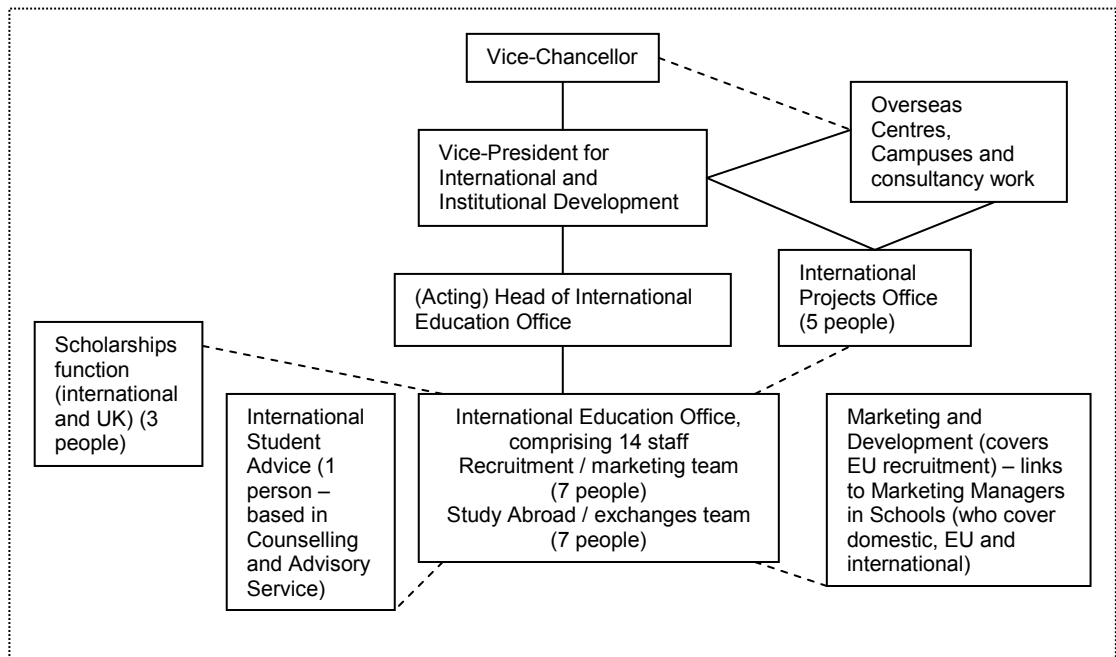 Vice-Chancellor
Overseas
Centres,
Campuses and
consultancy work
Vice-President for
International and
Institutional Development
(Acting) Head of International
Education Office
International
Projects Office
(5 people)
Scholarships
function
(international
and UK) (3
people)
International
Student
Advice (1
person –
based in
Counselling
and Advisory
Service)
International Education Office,
comprising 14 staff
Recruitment / marketing team
(7 people)
Study Abroad / exchanges team
(7 people)
Marketing and
Development (covers
EU recruitment) – links
to Marketing Managers
in Schools (who cover
domestic, EU and
international)